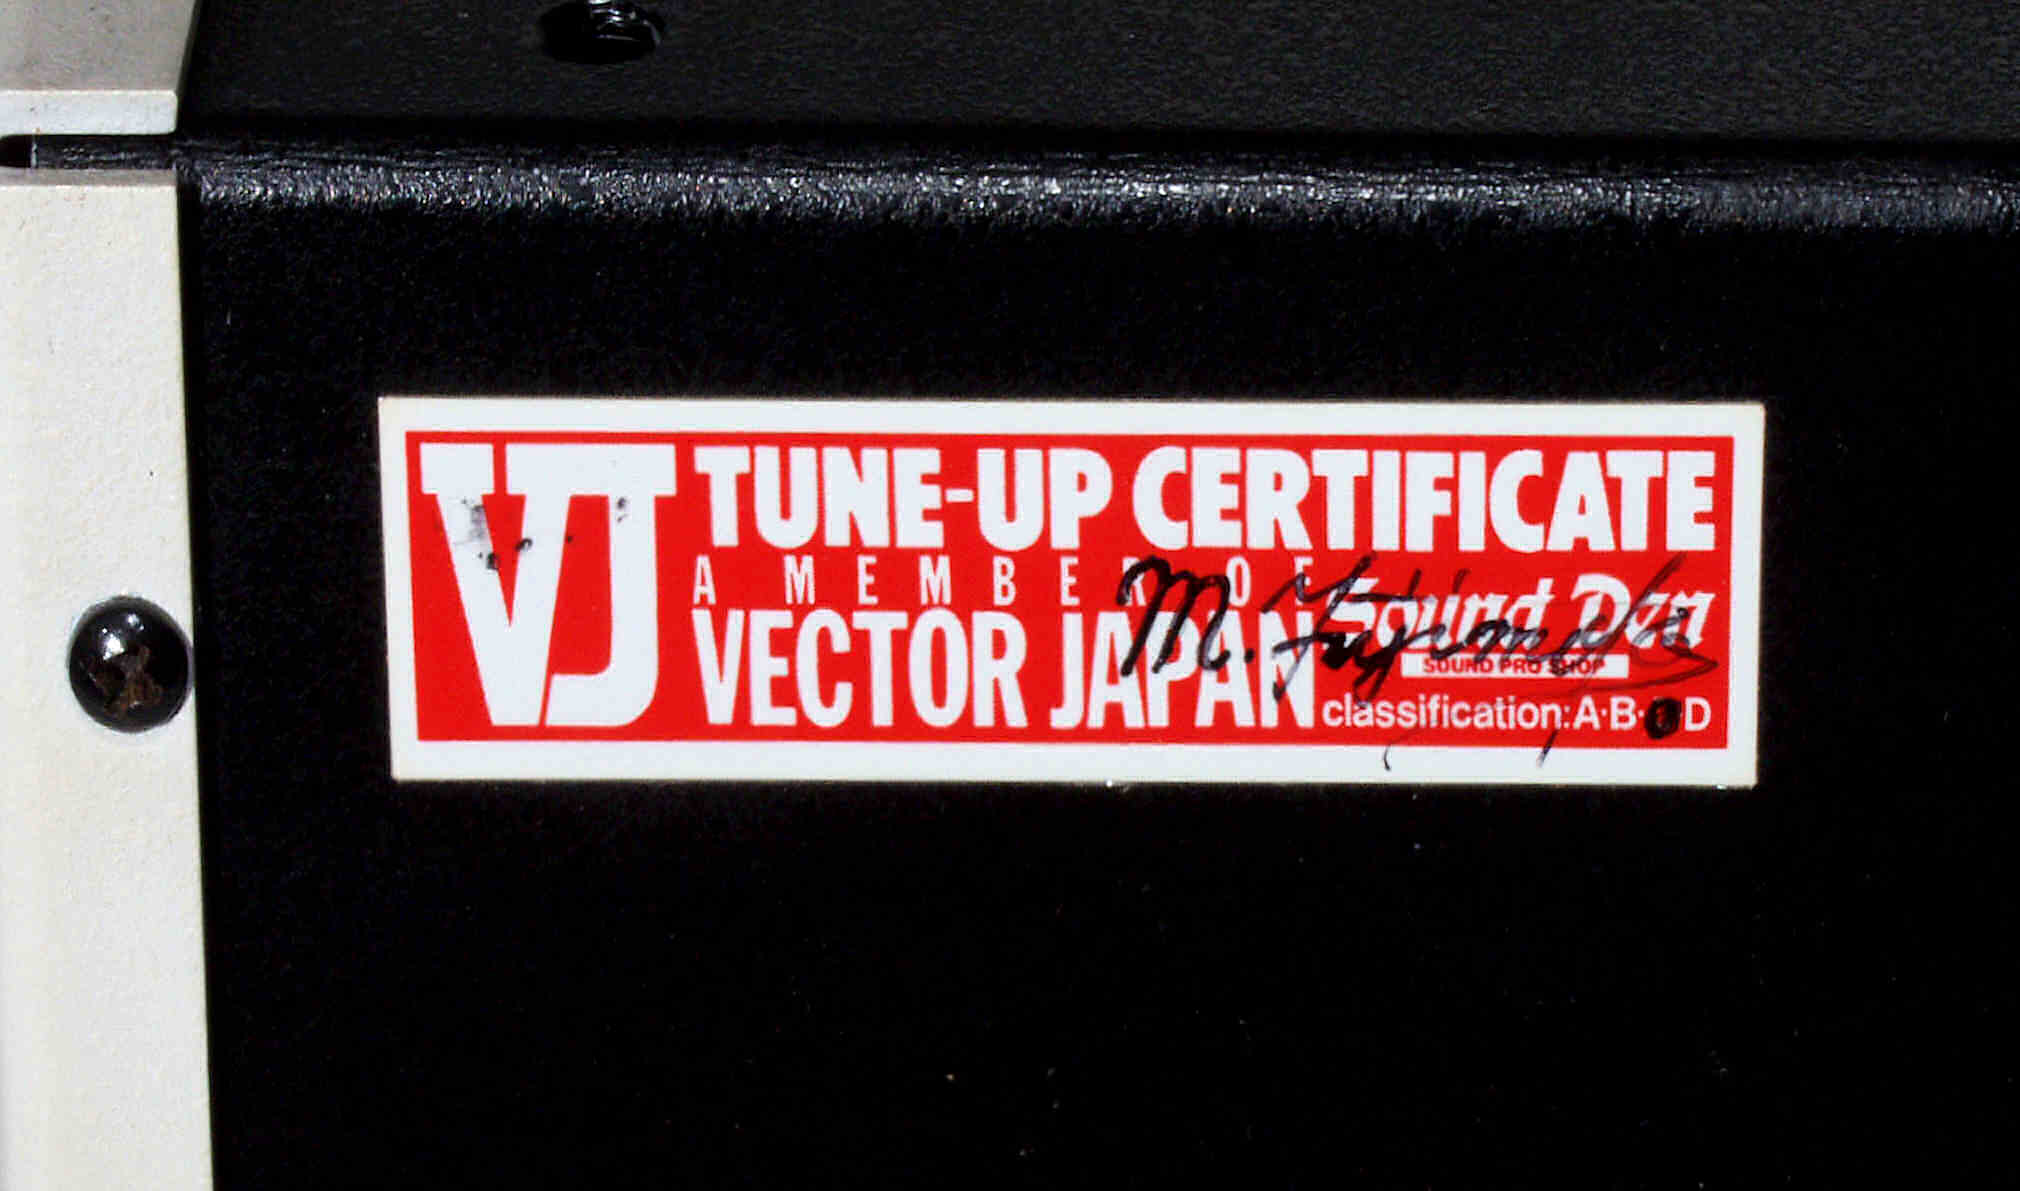 VJ
TUNE-UP CERTIFICATE
A MEMBER OF
VECTOR JAPAN
Sound Den
SOUND PRO SHOP
classification:A·B·●D
M.